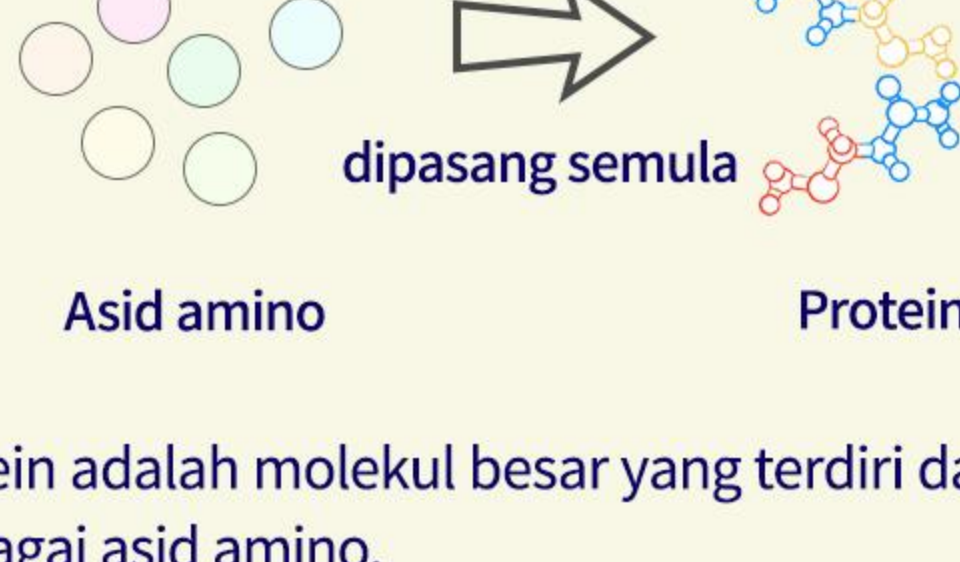 dipasang semula
Asid amino
Protein
ein adalah molekul besar yang terdiri da
agai asid amino.